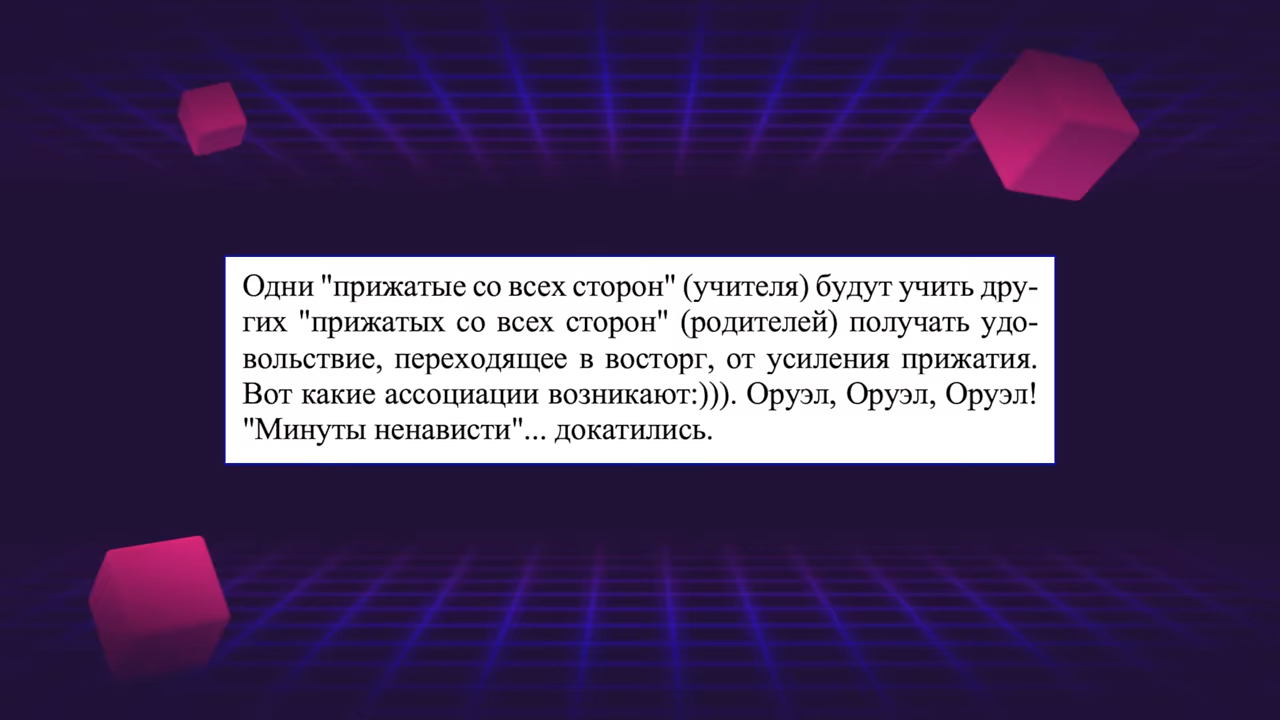 Одни "прижатые со всех сторон" (учителя) будут учить дру-
гих "прижатых со всех сторон" (родителей) получать удо-
вольствие, переходящее в восторг, от усиления прижатия.
Вот какие ассоциации возникают:))). Оруэл, Оруэл, Оруэл!
"Минуты ненависти"... докатились.